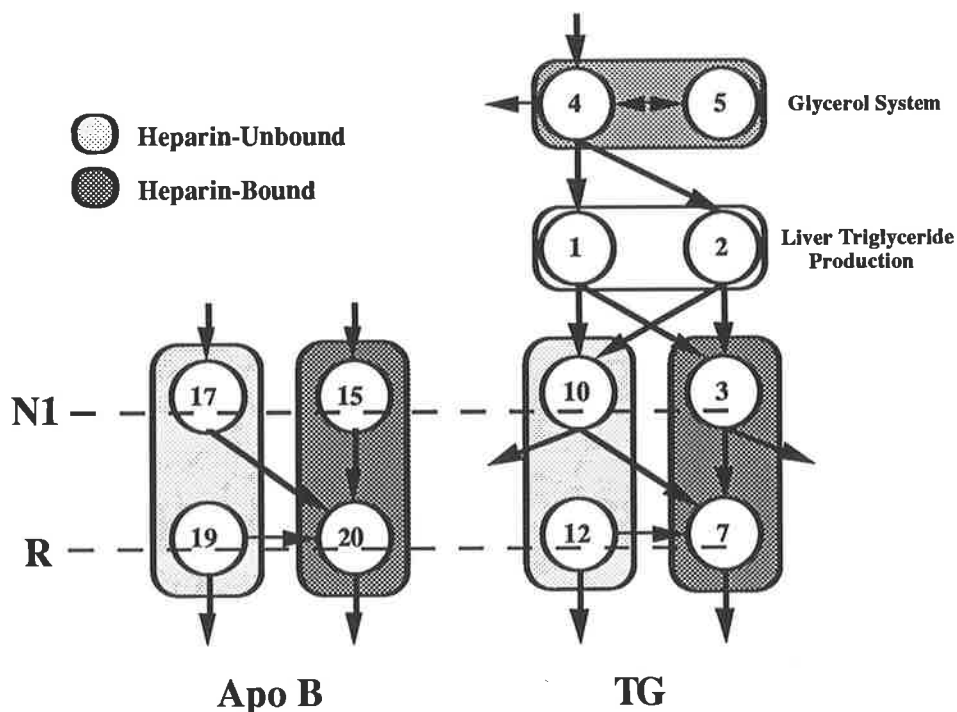 4
5
Glycerol System
Heparin-Unbound
Heparin-Bound
1
2
Liver Triglyceride
Production
17
15
10
3
N1
19
20
12
7
R
Apo B
TG